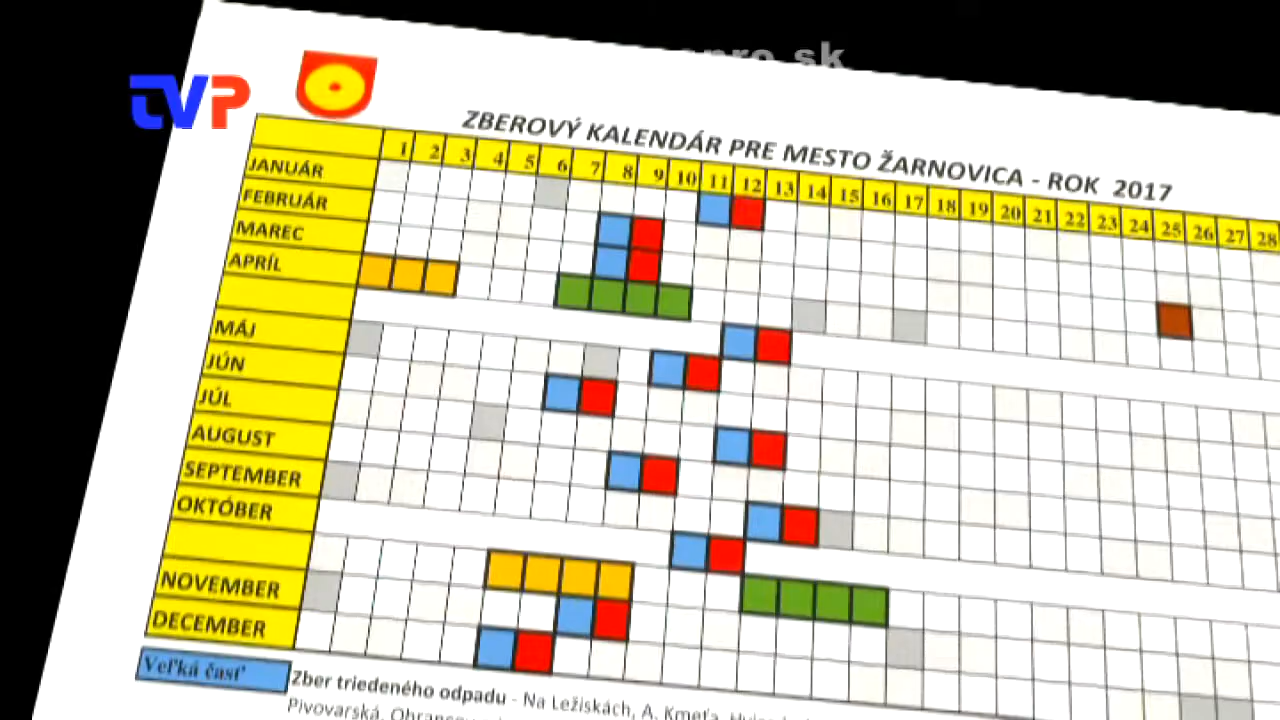 pro.sk
TVP
ZBEROVÝ KALENDÁR PRE MESTO ŽARNOVICA - ROK 2017
1 2 3 4 5 6 7 8 9 10 11 12 13 14 15 16 17 18 19 20 21 22 23 24 25 26 27 28
JANUÁR
FEBRUÁR
MAREC
APRÍL
MÁJ
JÚN
JÚL
AUGUST
SEPTEMBER
OKTÓBER
NOVEMBER
DECEMBER
Veľká časť
Zber triedeného odpadu - Na Ležiskách, A. Kmeťa,
Pivovarská,